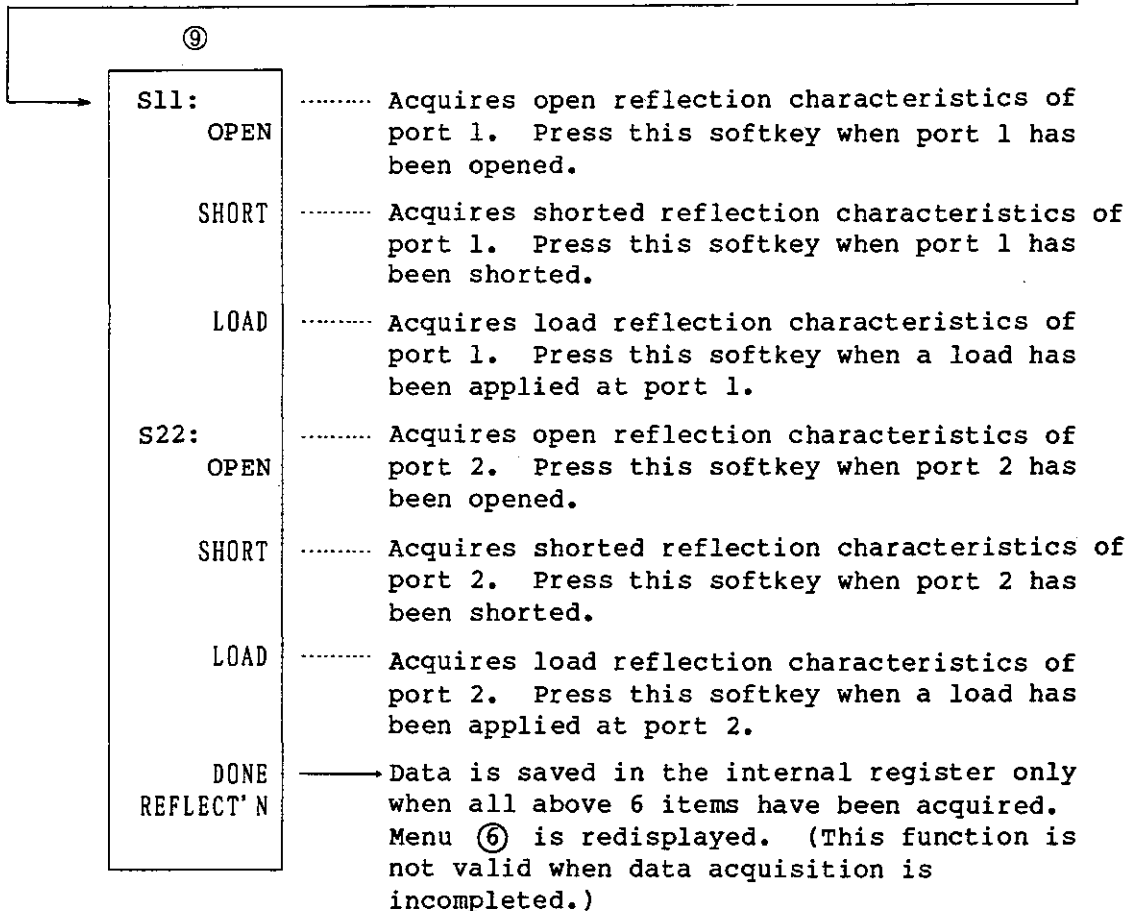 ⑨
S11: ········· Acquires open reflection characteristics of
OPEN port 1. Press this softkey when port 1 has
been opened.
SHORT ········· Acquires shorted reflection characteristics of
port 1. Press this softkey when port 1 has
been shorted.
LOAD ········· Acquires load reflection characteristics of
port 1. Press this softkey when a load has
been applied at port 1.
S22: ········· Acquires open reflection characteristics of
OPEN port 2. Press this softkey when port 2 has
been opened.
SHORT ········· Acquires shorted reflection characteristics of
port 2. Press this softkey when port 2 has
been shorted.
LOAD ········· Acquires load reflection characteristics of
port 2. Press this softkey when a load has
been applied at port 2.
DONE Data is saved in the internal register only
REFLECT'N when all above 6 items have been acquired.
Menu ⑥ is redisplayed. (This function is
not valid when data acquisition is
incompleted.)